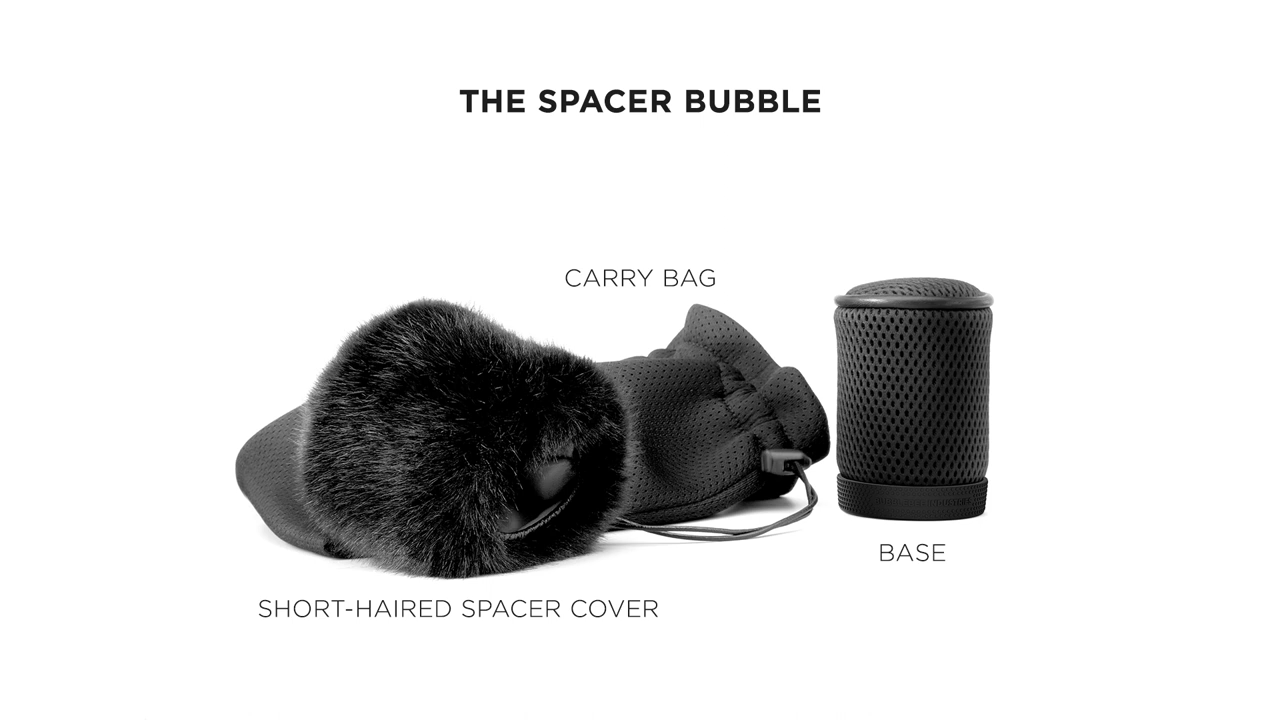 THE SPACER BUBBLE
CARRY BAG
BASE
SHORT-HAIRED SPACER COVER